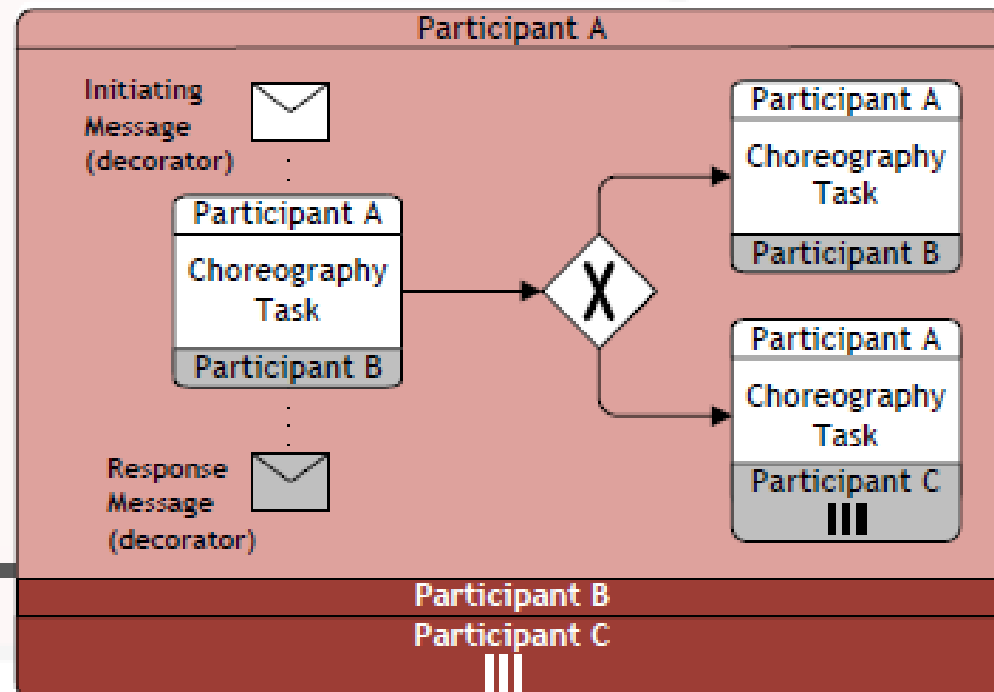 Participant A
Initiating
Message
(decorator)
Participant A
Choreography
Task
Participant B
Response
Message
(decorator)
X
Participant A
Choreography
Task
Participant B
Participant A
Choreography
Task
Participant C
Participant B
Participant C